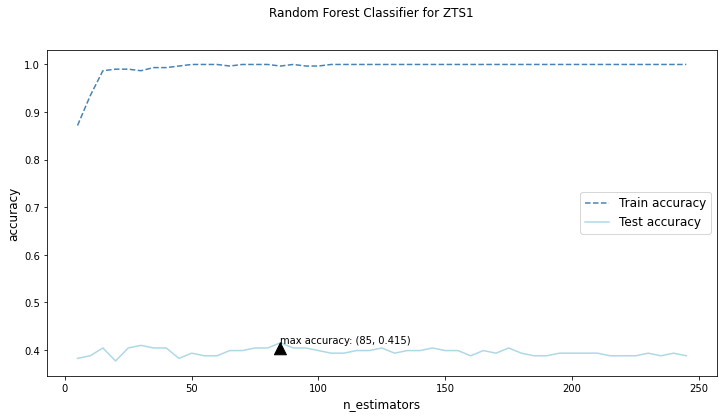 Random Forest Classifier for ZTS1
1.0
0.9
0.8
0.7
0.6
0.5
0.4
accuracy
Train accuracy
Test accuracy
max accuracy: (85, 0.415)
0
50
100
150
200
250
n_estimators